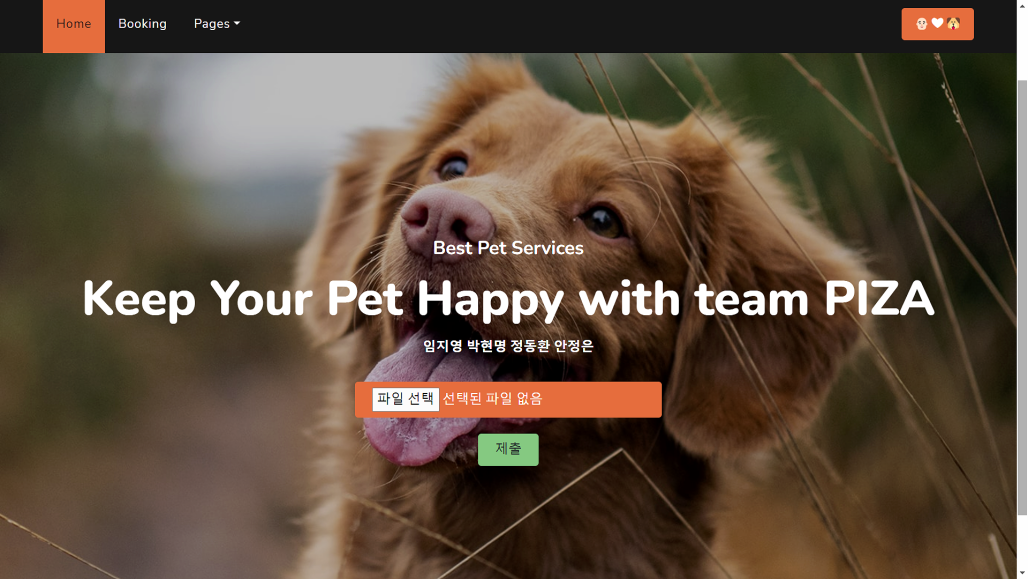 Home Booking Pages
Best Pet Services
Keep Your Pet Happy with team PIZA
임지영 박현명 정동환 안정은
파일 선택 선택된 파일 없음
제출